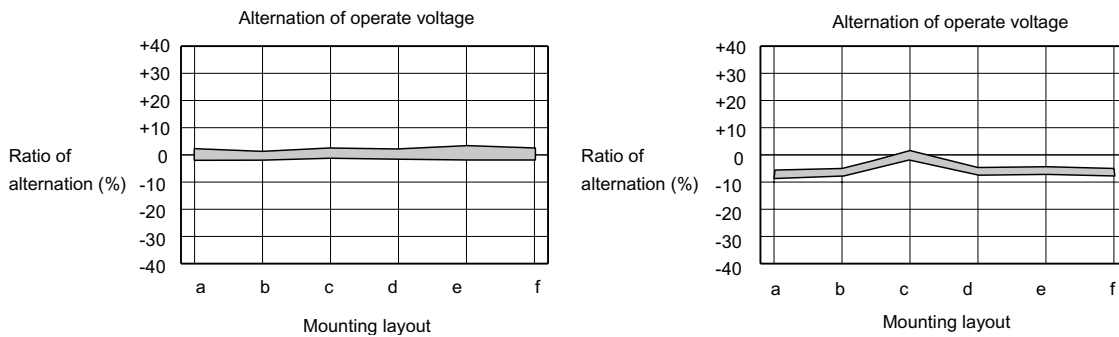 Alternation of operate voltage
+40
+30
+20
+10
0
-10
-20
-30
-40
Ratio of
alternation (%)
a b c d e f
Mounting layout
Alternation of operate voltage
+40
+30
+20
+10
0
-10
-20
-30
-40
Ratio of
alternation (%)
a b c d e f
Mounting layout